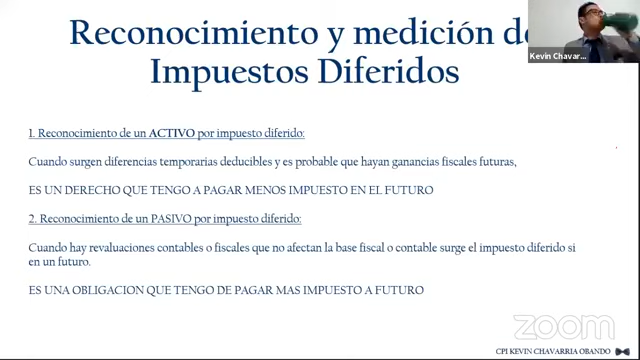 Reconocimiento y medición de
Impuestos Diferidos
Kevin Chavarr...
1. Reconocimiento de un ACTIVO por impuesto diferido:
Cuando surgen diferencias temporarias deducibles y es probable que hayan ganancias fiscales futuras,
ES UN DERECHO QUE TENGO A PAGAR MENOS IMPUESTO EN EL FUTURO
2. Reconocimiento de un PASIVO por impuesto diferido:
Cuando hay revaluaciones contables o fiscales que no afectan la base fiscal o contable surge el impuesto diferido si
en un futuro.
ES UNA OBLIGACION QUE TENGO DE PAGAR MAS IMPUESTO A FUTURO
zoom
CPI KEVIN CHAVARRIA OBANDO